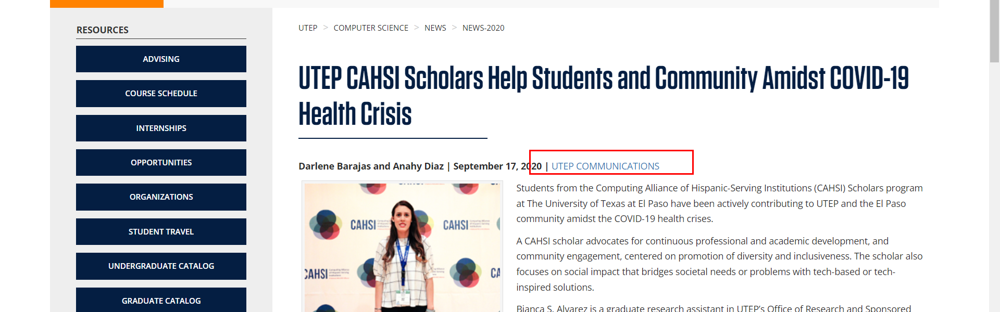 RESOURCES
ADVISING
COURSE SCHEDULE
INTERNSHIPS
OPPORTUNITIES
ORGANIZATIONS
STUDENT TRAVEL
UNDERGRADUATE CATALOG
GRADUATE CATALOG
UTEP > COMPUTER SCIENCE > NEWS > NEWS-2020
UTEP CAHSI Scholars Help Students and Community Amidst COVID-19
Health Crisis
Darlene Barajas and Anahy Diaz | September 17, 2020 | UTEP COMMUNICATIONS
CAHSI
CAHSI
CAHSI
CA
Students from the Computing Alliance of Hispanic-Serving Institutions (CAHSI) Scholars program
at The University of Texas at El Paso have been actively contributing to UTEP and the El Paso
community amidst the COVID-19 health crises.
A CAHSI scholar advocates for continuous professional and academic development, and
community engagement, centered on promotion of diversity and inclusiveness. The scholar also
focuses on social impact that bridges societal needs or problems with tech-based or tech-
inspired solutions.
Bianca S. Alvarez is a graduate research assistant in UTEP's Office of Research and Sponsored